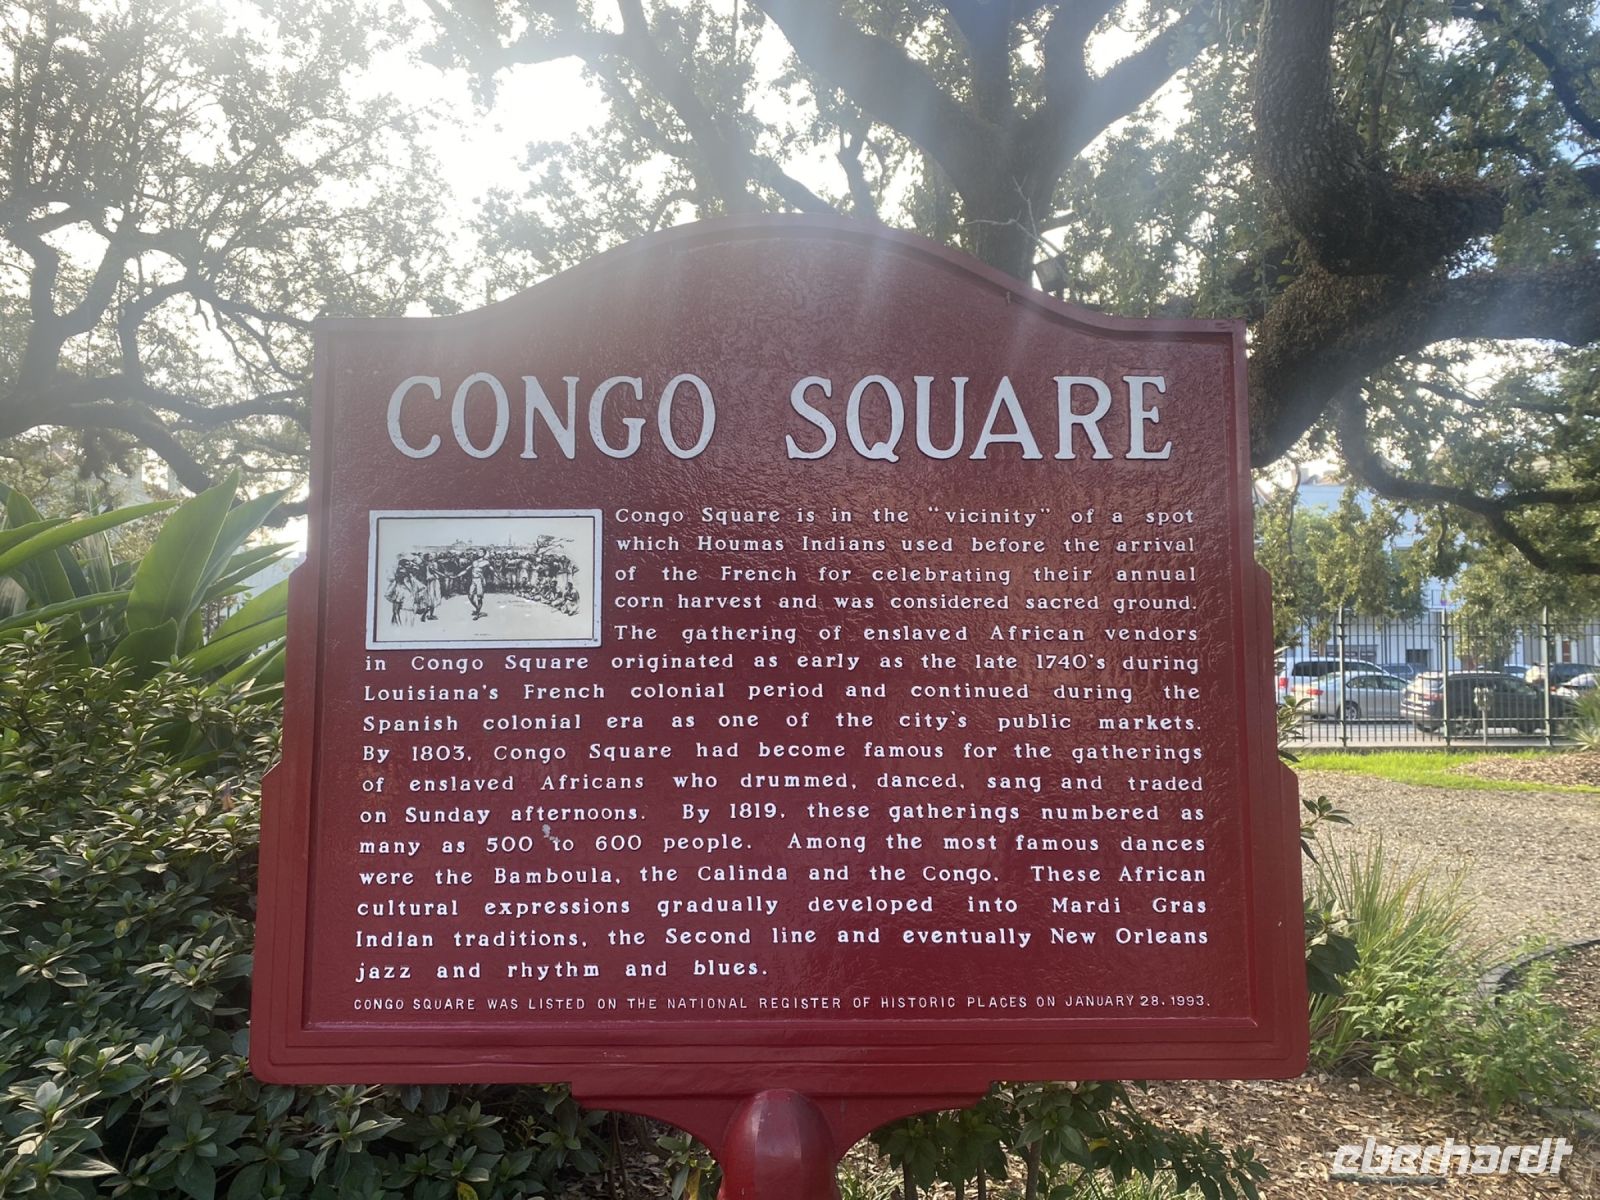 CONGO SQUARE
Congo Square is in the "vicinity" of a spot
which Houmas Indians used before the arrival
of the French for celebrating their annual
corn harvest and was considered sacred ground.
The gathering of enslaved African vendors
in Congo Square originated as early as the late 1740's during
Louisiana's French colonial period and continued during the
Spanish colonial era as one of the city's public markets.
By 1803, Congo Square had become famous for the gatherings
of enslaved Africans who drummed, danced, sang and traded
on Sunday afternoons. By 1819, these gatherings numbered as
many as 500 to 600 people. Among the most famous dances
were the Bamboula, the Calinda and the Congo. These African
cultural expressions gradually developed into Mardi Gras
Indian traditions, the Second line and eventually New Orleans
jazz and rhythm and blues.
CONGO SQUARE WAS LISTED ON THE NATIONAL REGISTER OF HISTORIC PLACES ON JANUARY 28, 1993.
eberhardt